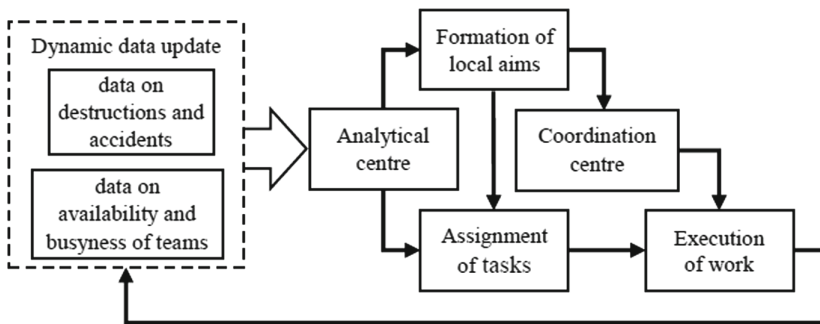 Dynamic data update
data on
destructions and
accidents
data on
availability and
busyness of teams
Analytical
centre
Formation of
local aims
Coordination
centre
Assignment
of tasks
Execution
of work